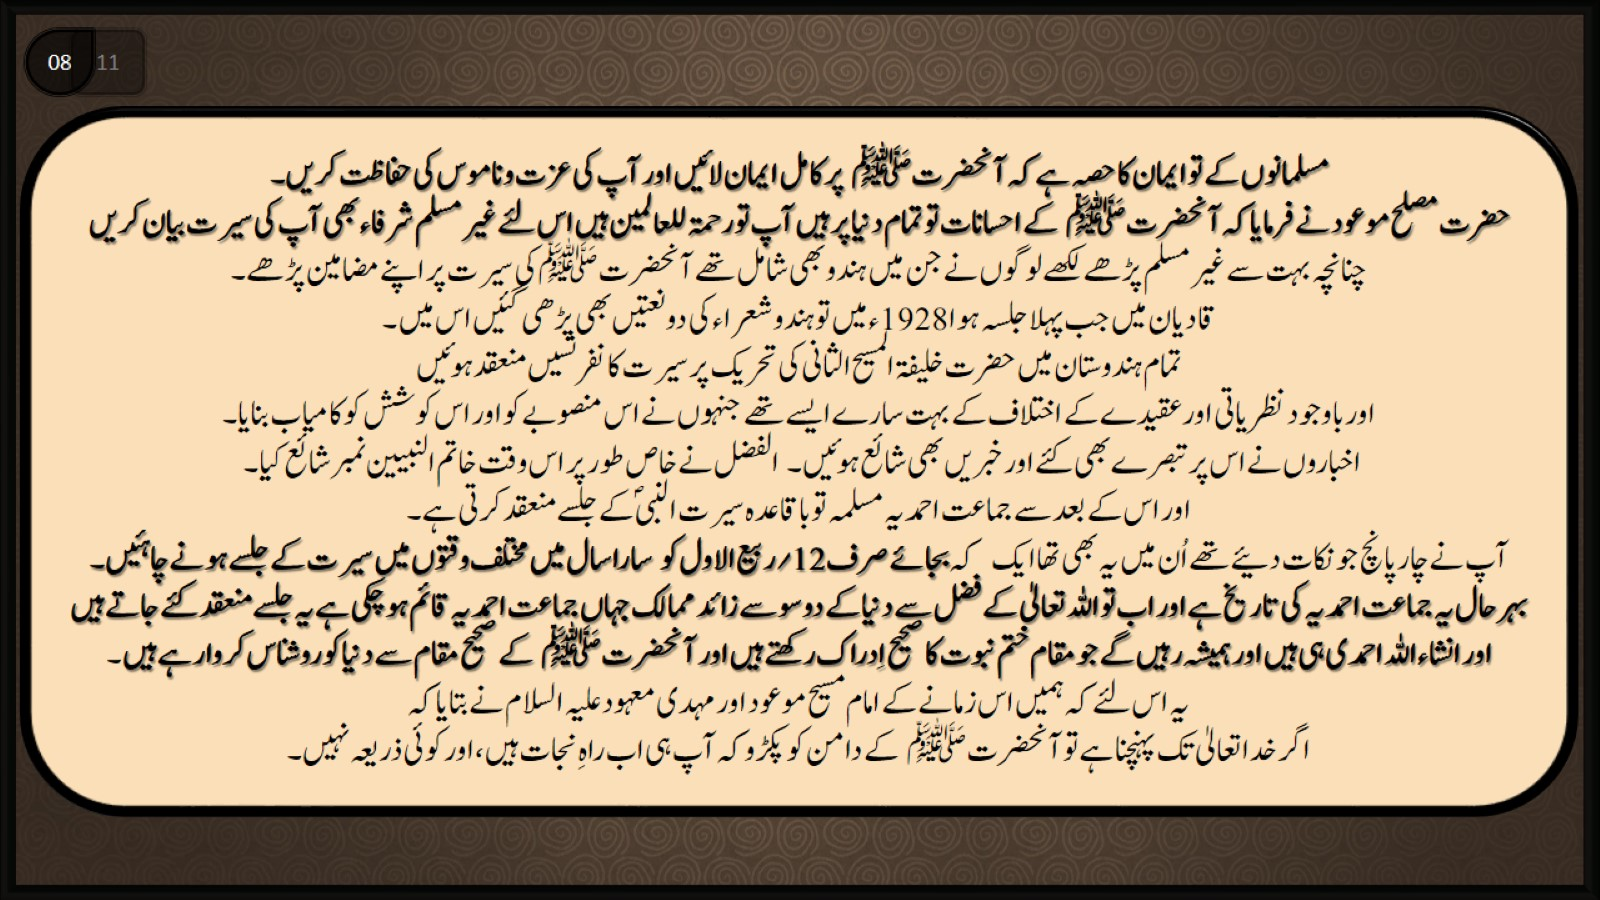 08 11
مسلمانوں کے تو ایمان کا حصہ ہے کہ آنحضرت ﷺ پر کامل ایمان لائیں اور آپ کی عزت و ناموس کی حفاظت کریں۔
حضرت مصلح موعود نے فرمایا کہ آنحضرت ﷺ کے احسانات تو تمام دنیا پر ہیں آپ تو رحمۃ للعالمین ہیں اس لئے غیر مسلم شرفاء بھی آپ کی سیرت بیان کریں
چنانچہ بہت سے غیر مسلم پڑھے لکھے لوگوں نے جن میں ہندو بھی شامل تھے آنحضرت ﷺ کی سیرت پر اپنے مضامین پڑھے۔
قادیان میں جب پہلا جلسہ ہوا 1928ء میں تو ہندو شعراء کی دو نعتیں بھی پڑھی گئیں اس میں۔
تمام ہندوستان میں حضرت خلیفۃ المسیح الثانی کی تحریک پر سیرت کانفرنسیں منعقد ہوئیں
اور باوجود نظریاتی اور عقیدے کے اختلاف کے بہت سارے ایسے تھے جنہوں نے اس منصوبے کو اور اس کوشش کو کامیاب بنایا۔
اخباروں نے اس پر تبصرے بھی کئے اور خبریں بھی شائع ہوئیں۔ الفضل نے خاص طور پر اس وقت خاتم النبیین نمبر شائع کیا۔
اور اس کے بعد سے جماعت احمدیہ مسلمہ تو باقاعدہ سیرت النبیؐ کے جلسے منعقد کرتی ہے۔
آپ نے چار پانچ جو نکات دیئے تھے اُن میں یہ بھی تھا ایک کہ بجائے صرف 12؍ربیع الاول کو سارا سال میں مختلف وقتوں میں سیرت کے جلسے ہونے چاہئیں۔
بہر حال یہ جماعت احمدیہ کی تاریخ ہے اور اب تو اللہ تعالیٰ کے فضل سے دنیا کے دو سو سے زائد ممالک جہاں جماعت احمدیہ قائم ہو چکی ہے یہ جلسے منعقد کئے جاتے ہیں
اور انشاء اللہ احمدی ہی ہیں اور ہمیشہ رہیں گے جو مقام ختم نبوت کا صحیح اِدراک رکھتے ہیں اور آنحضرت ﷺ کے صحیح مقام سے دنیا کو روشناس کروا رہے ہیں۔
یہ اس لئے کہ ہمیں اس زمانے کے امام مسیح موعود اور مہدی معہود علیہ السلام نے بتایا کہ
اگر خدا تعالیٰ تک پہنچنا ہے تو آنحضرت ﷺ کے دامن کو پکڑو کہ آپ ہی اب راہِ نجات ہیں، اور کوئی ذریعہ نہیں۔